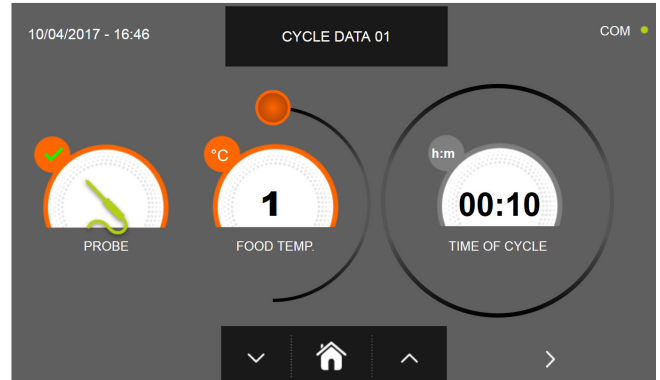 10/04/2017 - 16:46
CYCLE DATA 01
COM
°C
h:m
1
00:10
PROBE
FOOD TEMP.
TIME OF CYCLE